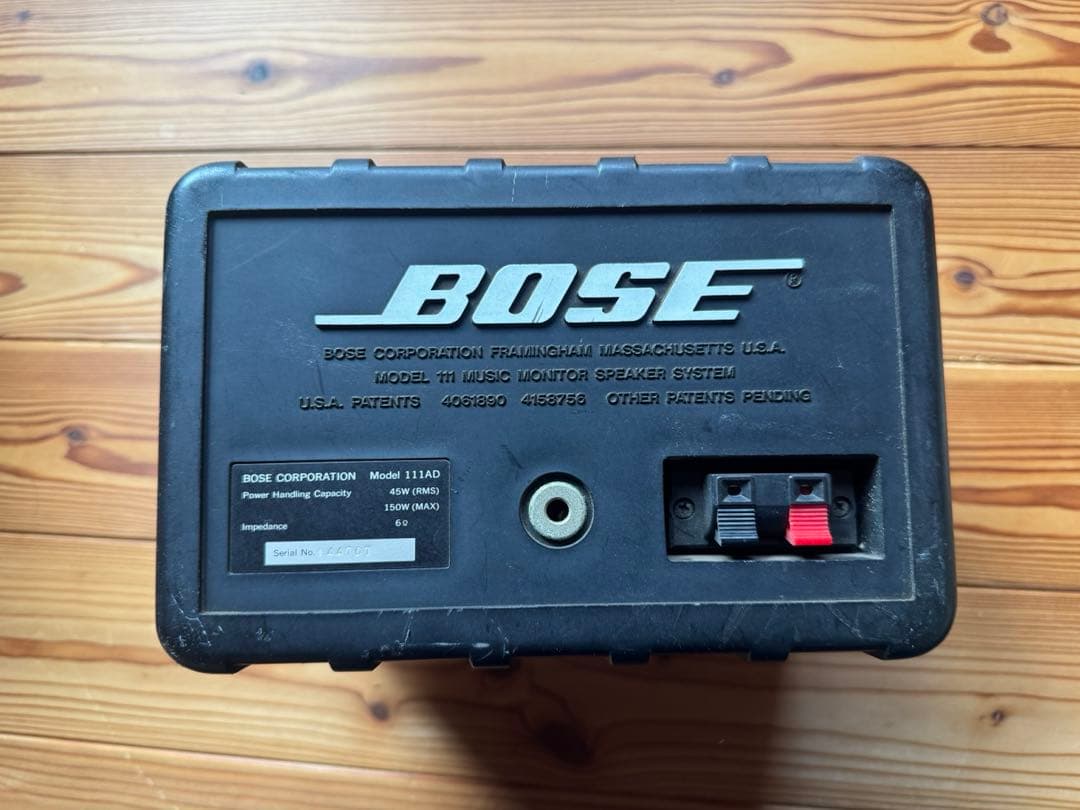 BOSE®
BOSE CORPORATION FRAMINGHAM MASSACHUSETTS U.S.A.
MODEL 111 MUSIC MONITOR SPEAKER SYSTEM
U.S.A. PATENTS 4061890 4158756 OTHER PATENTS PENDING
BOSE CORPORATION Model 111AD
Power Handling Capacity 45W (RMS)
150W (MAX)
Impedance 6Ω
Serial No.